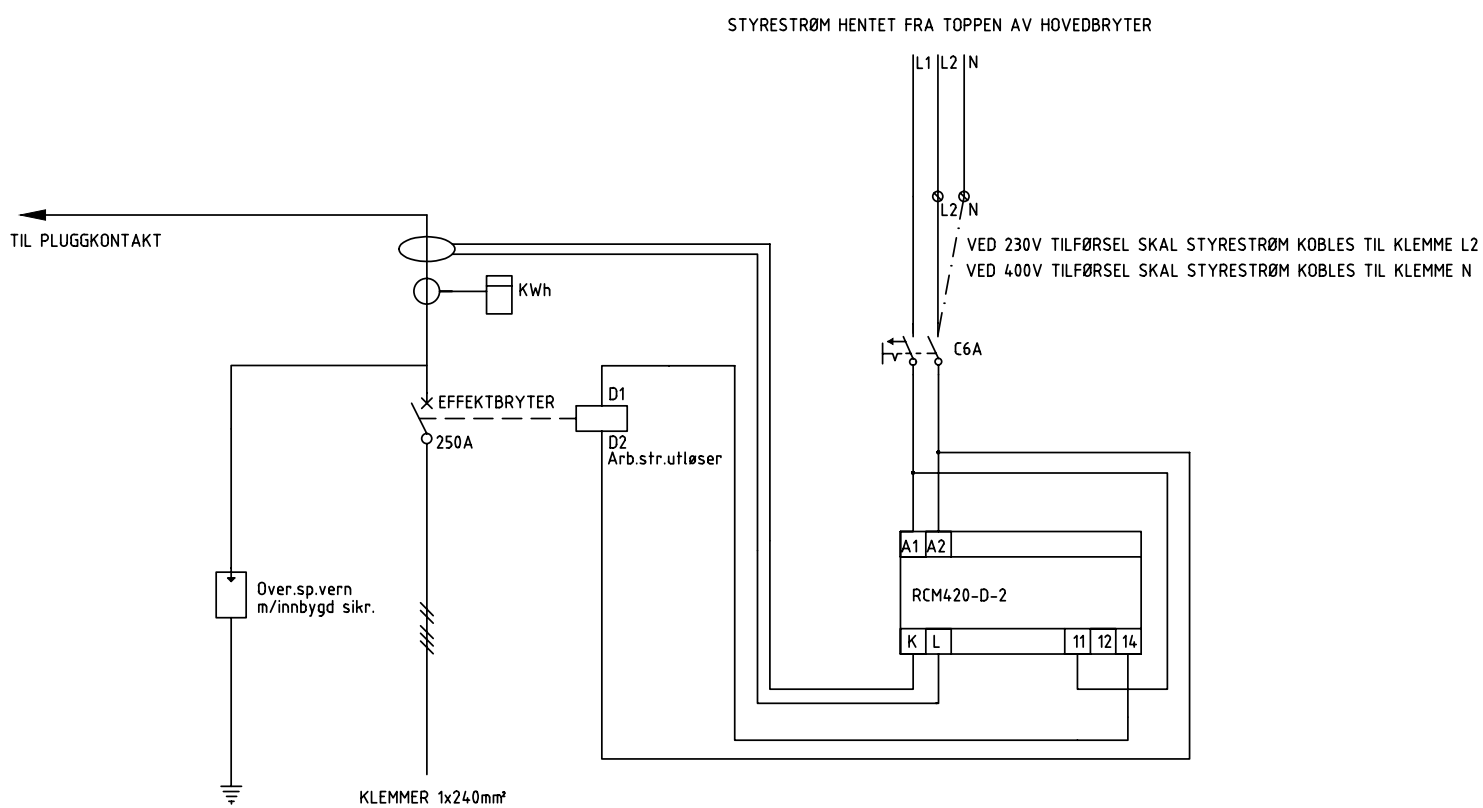 STYRESTRØM HENTET FRA TOPPEN AV HOVEDBRYTER
L1 L2 N
L2 N
TIL PLUGGKONTAKT
VED 230V TILFØRSEL SKAL STYRESTRØM KOBLES TIL KLEMME L2
VED 400V TILFØRSEL SKAL STYRESTRØM KOBLES TIL KLEMME N
KWh
C6A
D1
EFFEKTBRYTER
250A
D2
Arb.str.utløser
A1 A2
Over.sp.vern
m/innbygd sikr.
RCM420-D-2
K L 11 12 14
KLEMMER 1x240mm²